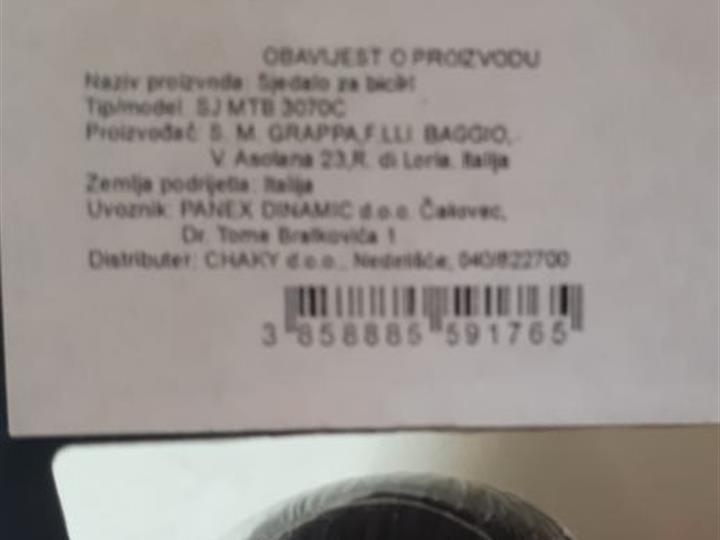 OBAVIJEST O PROIZVODU
Naziv proizvoda: Sjedalo za bicikl
Tip/model: SJ MTB 3070C
Proizvođač: S. M. GRAPPA,F.LLI. BAGGIO,
V. Asolana 23,R. di Loria. Italija
Zemlja podrijetla: Italija
Uvoznik: PANEX DINAMIC d.o.o. Čakovec,
Dr. Tome Bratkovića 1
Distributer: CHAKY d.o.o., Nedelišće, 040/822700
3 858885 591765